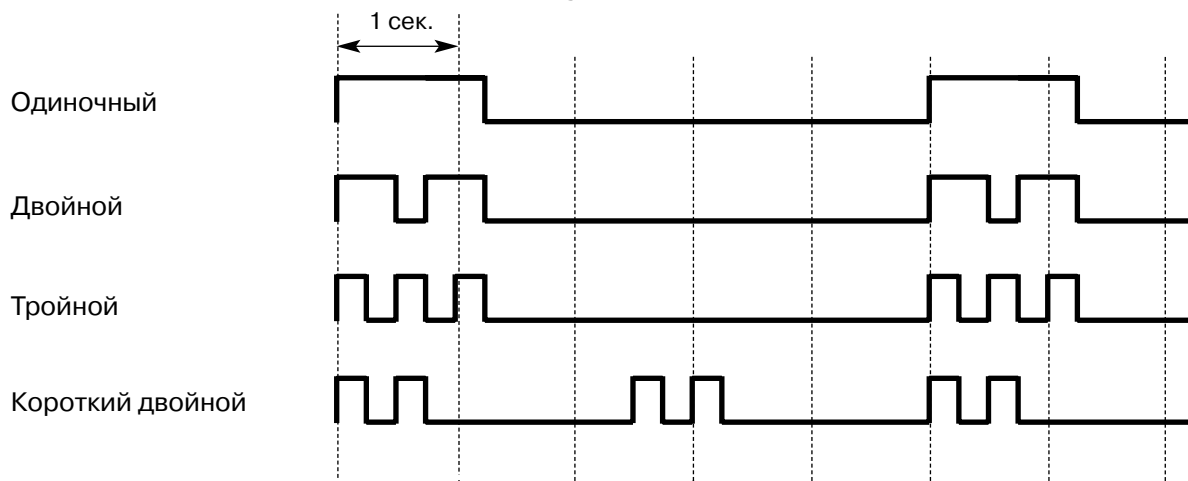 1 сек.
Одиночный
Двойной
Тройной
Короткий двойной